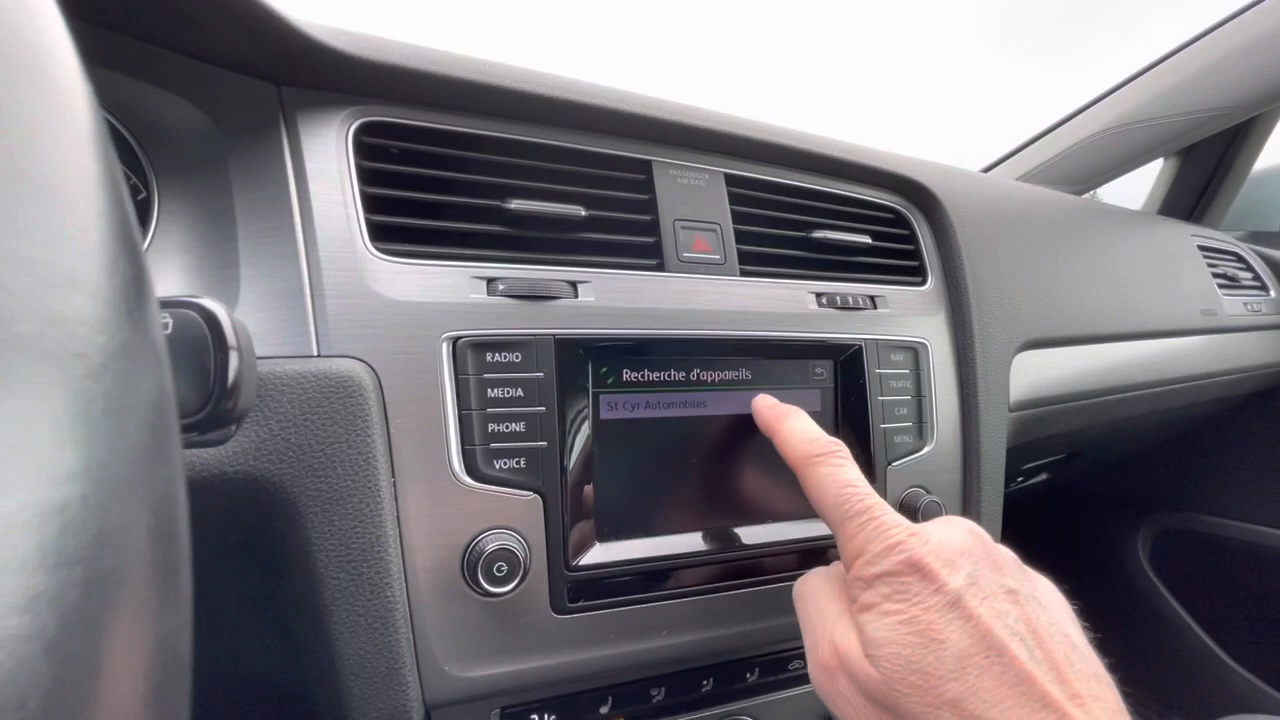 PASSENGER
AIR BAG
RADIO
MEDIA
PHONE
VOICE
Recherche d'appareils
St Cyr Automobiles
NAV
TRAFFIC
CAR
MENU